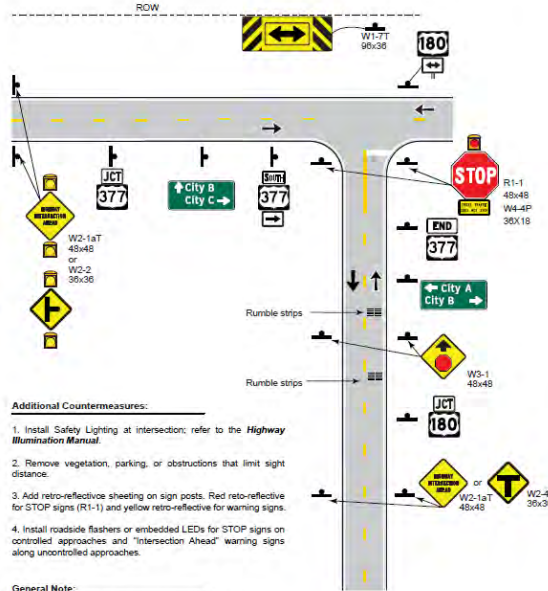 ROW
W1-7T
96x36
180
JCT
377
City B
City C
SOUTH
377
STOP
R1-1
48x48
W4-4P
36X18
END
377
City A
City B
W2-1aT
48x48
or
W2-2
36x36
Rumble strips
W3-1
48x48
Rumble strips
JCT
180
or
W2-1aT
48x48
W2-4
Additional Countermeasures:
1. Install Safety Lighting at intersection; refer to the Highway
Illumination Manual.
2. Remove vegetation, parking, or obstructions that limit sight
distance.
3. Add retro-reflectivce sheeting on sign posts. Red reto-reflective
for STOP signs (R1-1) and yellow retro-reflective for warning signs.
4. Install roadside flashers or embedded LEDs for STOP signs on
controlled approaches and "Intersection Ahead" warning signs
along uncontrolled approaches.
General Note: